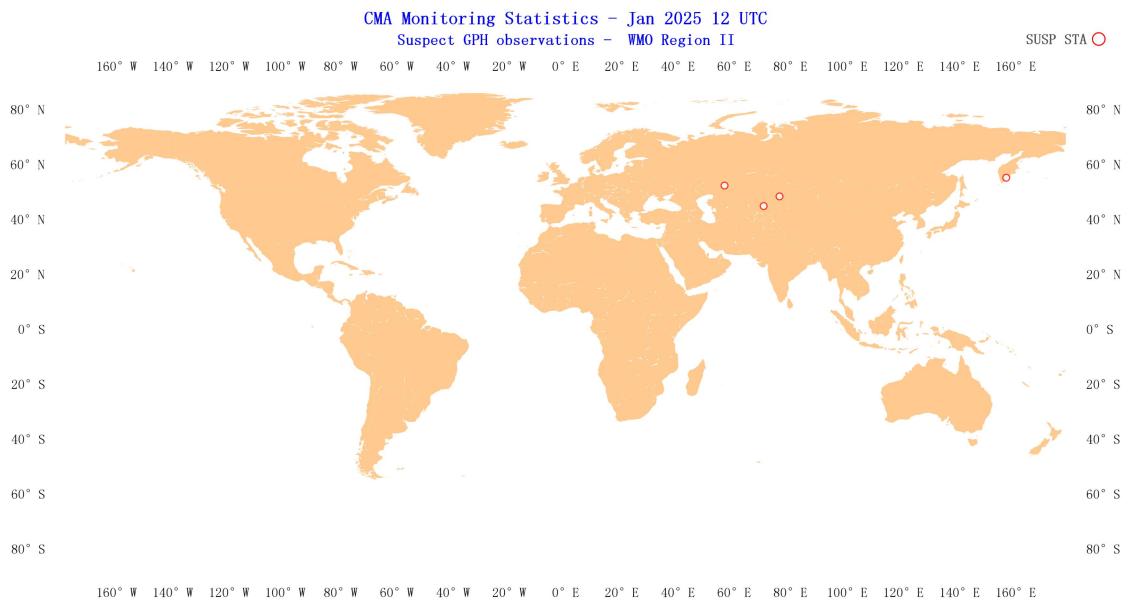 CMA Monitoring Statistics - Jan 2025 12 UTC
Suspect GPH observations - WMO Region II
SUSP STA
160° W 140° W 120° W 100° W 80° W 60° W 40° W 20° W 0° E 20° E 40° E 60° E 80° E 100° E 120° E 140° E 160° E
80° N 80° N
60° N 60° N
40° N 40° N
20° N 20° N
0° S 0° S
20° S 20° S
40° S 40° S
60° S 60° S
80° S 80° S
160° W 140° W 120° W 100° W 80° W 60° W 40° W 20° W 0° E 20° E 40° E 60° E 80° E 100° E 120° E 140° E 160° E